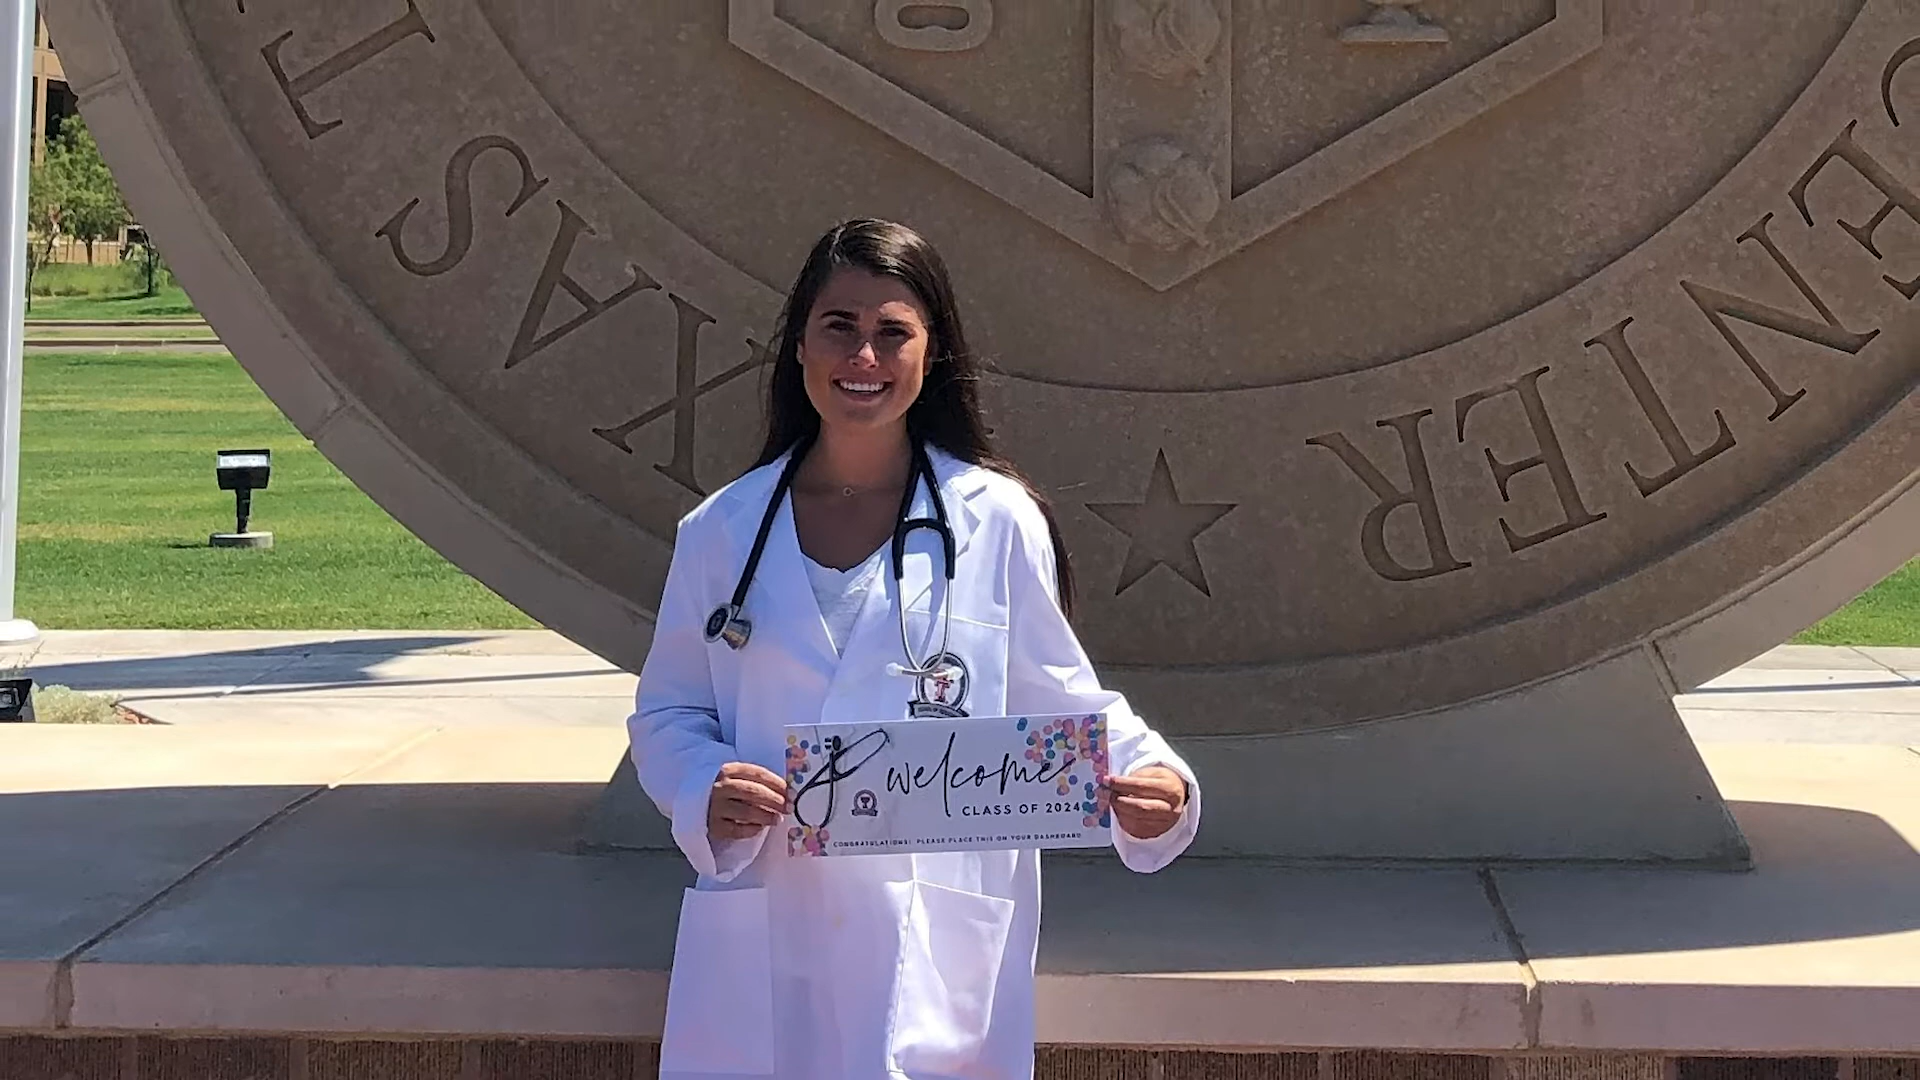 TEXAS T
CENTER
welcome
CLASS OF 2024
CONGRATULATIONS! PLEASE PLACE THIS ON YOUR DASHBOARD